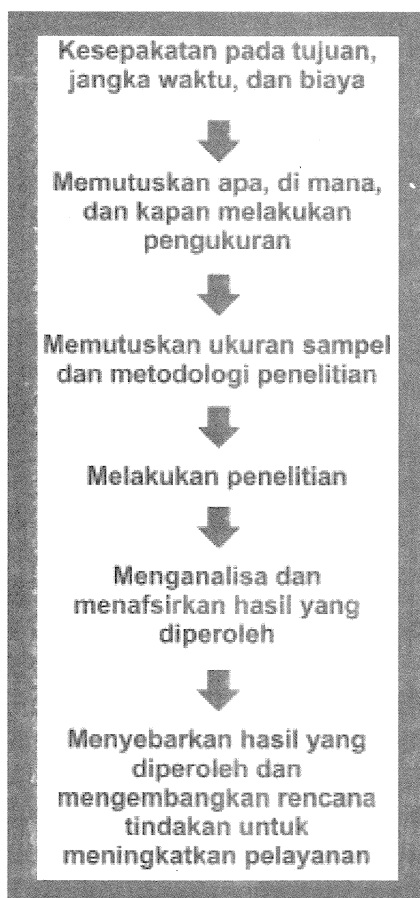 Kesepakatan pada tujuan,
jangka waktu, dan biaya
Memutuskan apa, di mana,
dan kapan melakukan
pengukuran
Memutuskan ukuran sampel
dan metodologi penelitian
Melakukan penelitian
Menganalisa dan
menafsirkan hasil yang
diperoleh
Menyebarkan hasil yang
diperoleh dan
mengembangkan rencana
tindakan untuk
meningkatkan pelayanan